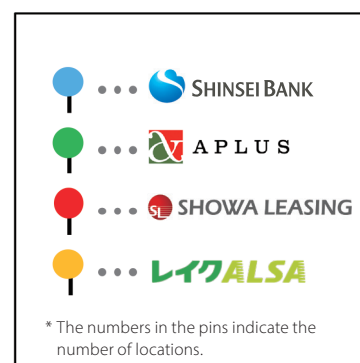 SHINSEI BANK
& APLUS
SL SHOWA LEASING
レイクALSA
* The numbers in the pins indicate the
number of locations.